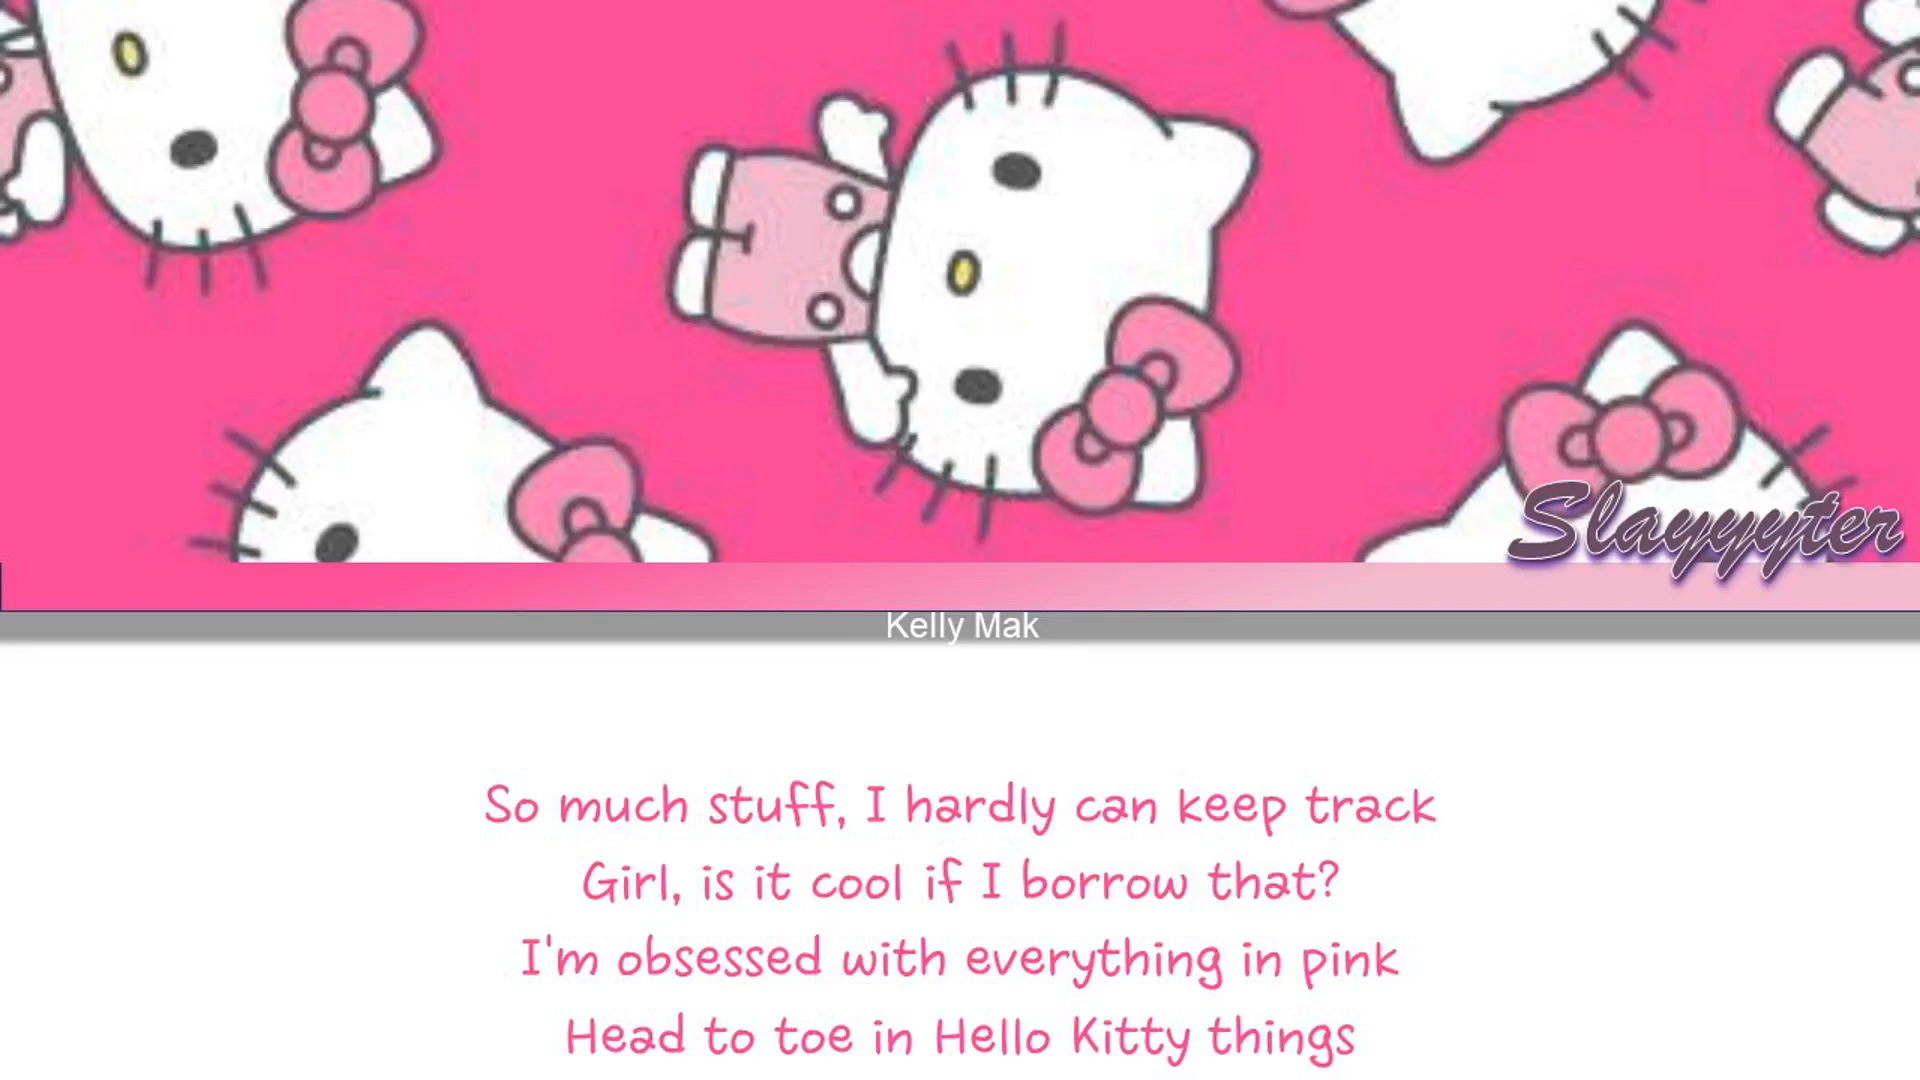 Slayyyter
Kelly Mak
So much stuff, I hardly can keep track
Girl, is it cool if I borrow that?
I'm obsessed with everything in pink
Head to toe in Hello Kitty things